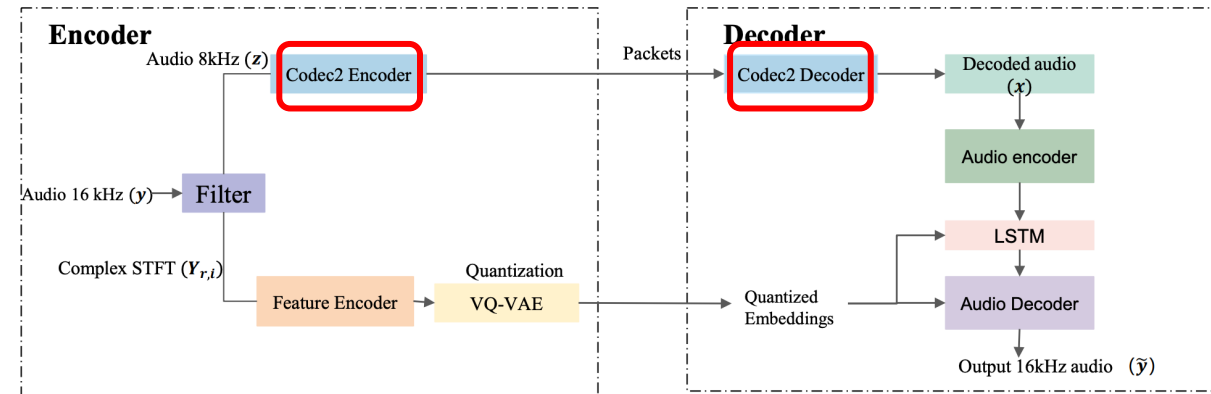 Encoder
Decoder
Audio 8kHz (z)
Codec2 Encoder
Packets
Codec2 Decoder
Decoded audio
(x)
Audio encoder
Audio 16 kHz (y)
Filter
LSTM
Complex STFT (Y_{r,i})
Feature Encoder
Quantization
VQ-VAE
Quantized
Embeddings
Audio Decoder
Output 16kHz audio (ỹ)